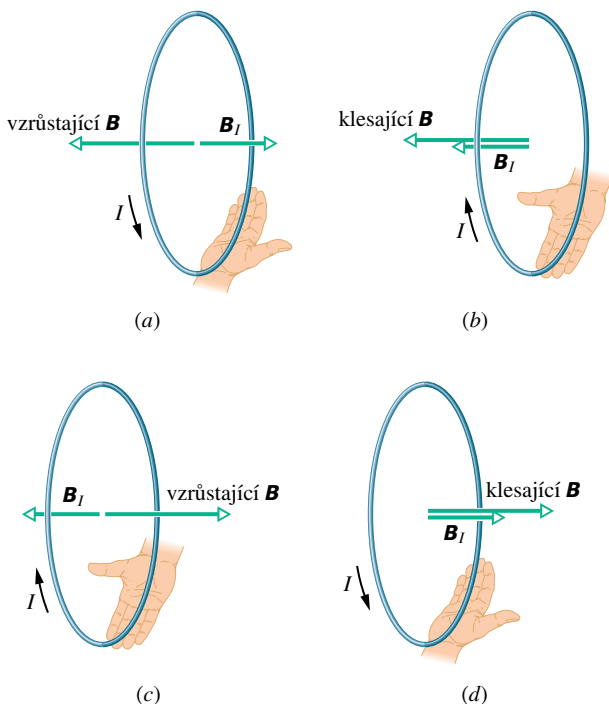 vzrůstající B
B_I
I
(a)
klesající B
B_I
I
(b)
B_I
vzrůstající B
I
(c)
klesající B
B_I
I
(d)